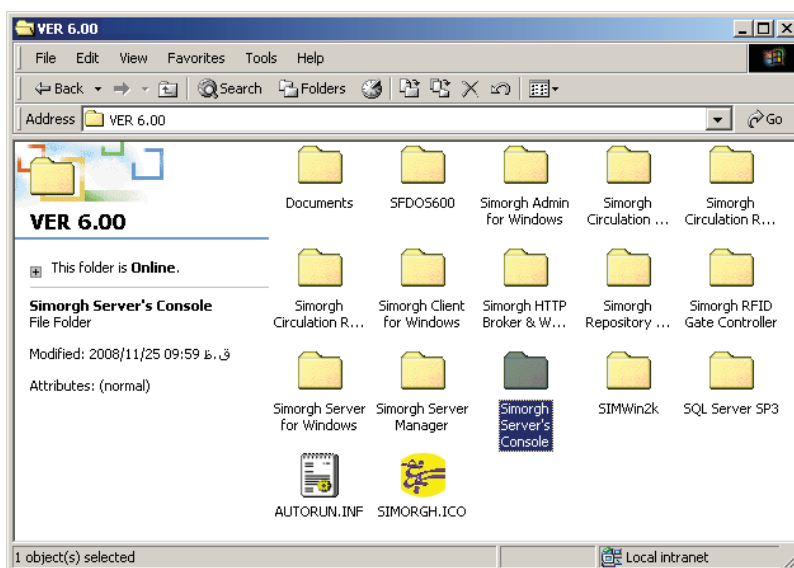 VER 6.00
File Edit View Favorites Tools Help
Back Search Folders
Address VER 6.00 Go
VER 6.00
This folder is Online.
Simorgh Server's Console
File Folder
Modified: 2008/11/25 09:59 ق.ظ
Attributes: (normal)
Documents
SFDOS600
Simorgh Admin
for Windows
Simorgh
Circulation ...
Simorgh
Circulation R...
Simorgh
Circulation R...
Simorgh Client
for Windows
Simorgh HTTP
Broker & W...
Simorgh
Repository ...
Simorgh RFID
Gate Controller
Simorgh Server
for Windows
Simorgh Server
Manager
Simorgh
Server's
Console
SIMWin2k
SQL Server SP3
AUTORUN.INF
SIMORGH.ICO
1 object(s) selected
Local intranet